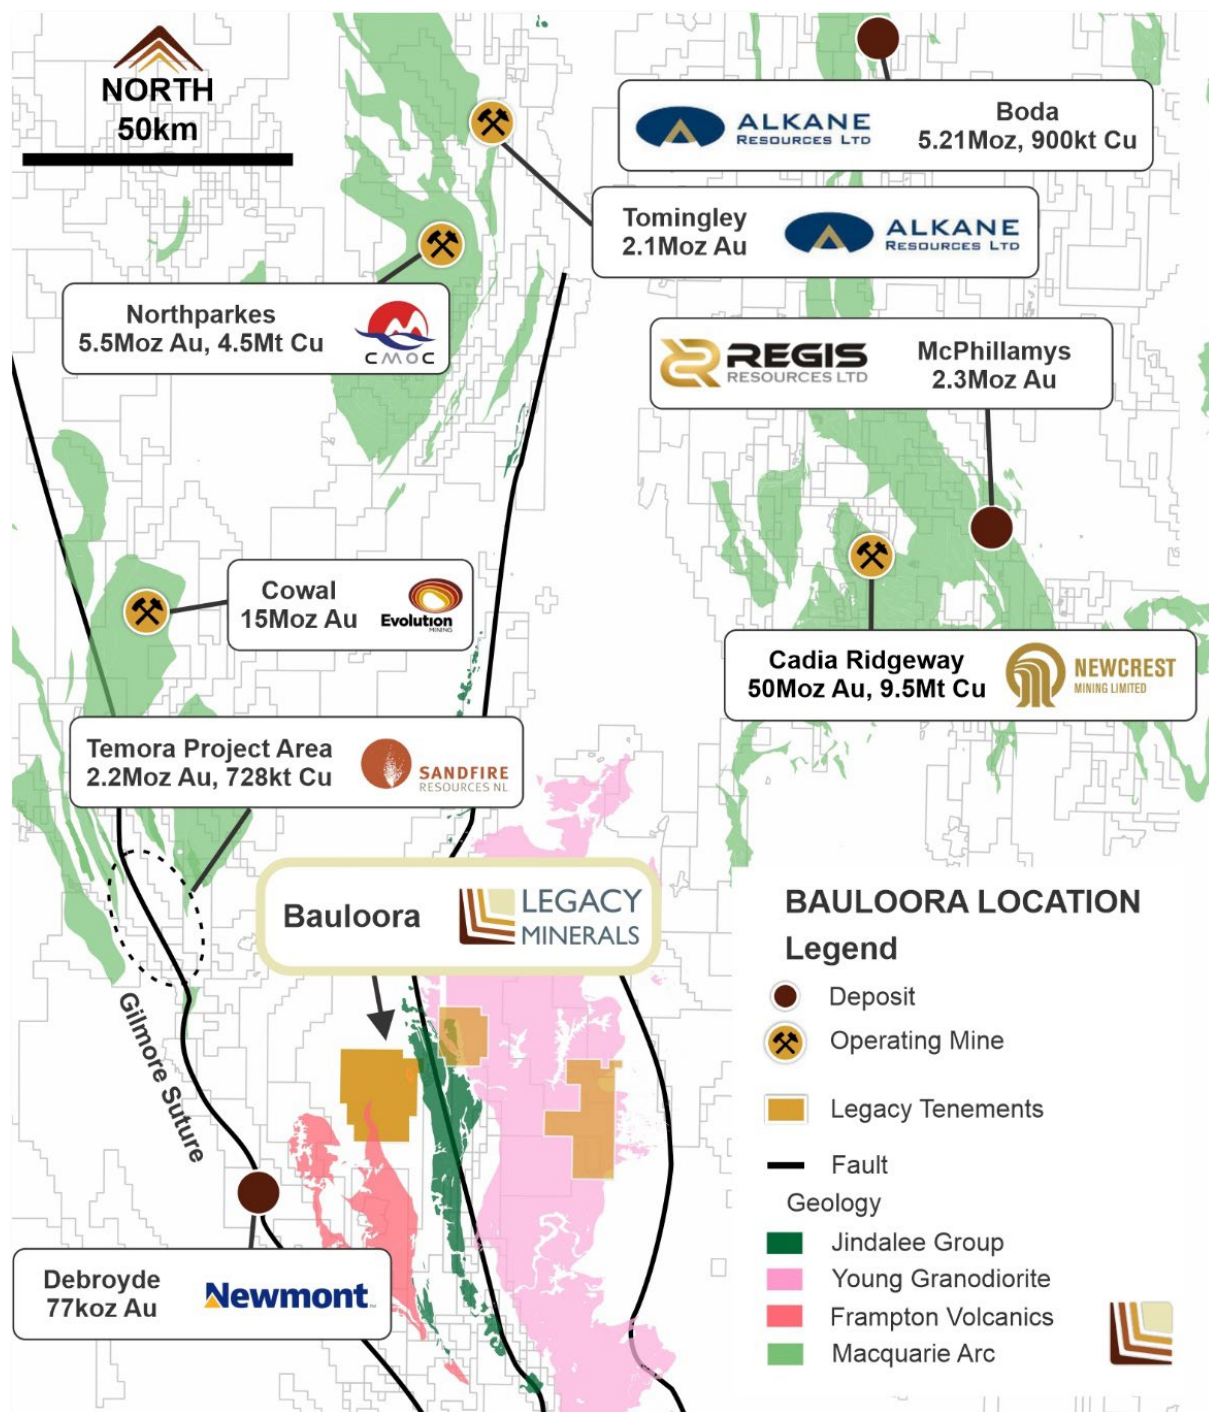 NORTH
50km
ALKANE
RESOURCES LTD
Boda
5.21Moz, 900kt Cu
Tomingley
2.1Moz Au
ALKANE
RESOURCES LTD
Northparkes
5.5Moz Au, 4.5Mt Cu
CMOC
REGIS
RESOURCES LTD
McPhillamys
2.3Moz Au
Cowal
15Moz Au
Evolution
MINING
Cadia Ridgeway
50Moz Au, 9.5Mt Cu
NEWCREST
MINING LIMITED
Temora Project Area
2.2Moz Au, 728kt Cu
SANDFIRE
RESOURCES NL
Bauloora
LEGACY
MINERALS
Gilmore Suture
Debroyde
77koz Au
Newmont
BAULOORA LOCATION
Legend
Deposit
Operating Mine
Legacy Tenements
Fault
Geology
Jindalee Group
Young Granodiorite
Frampton Volcanics
Macquarie Arc